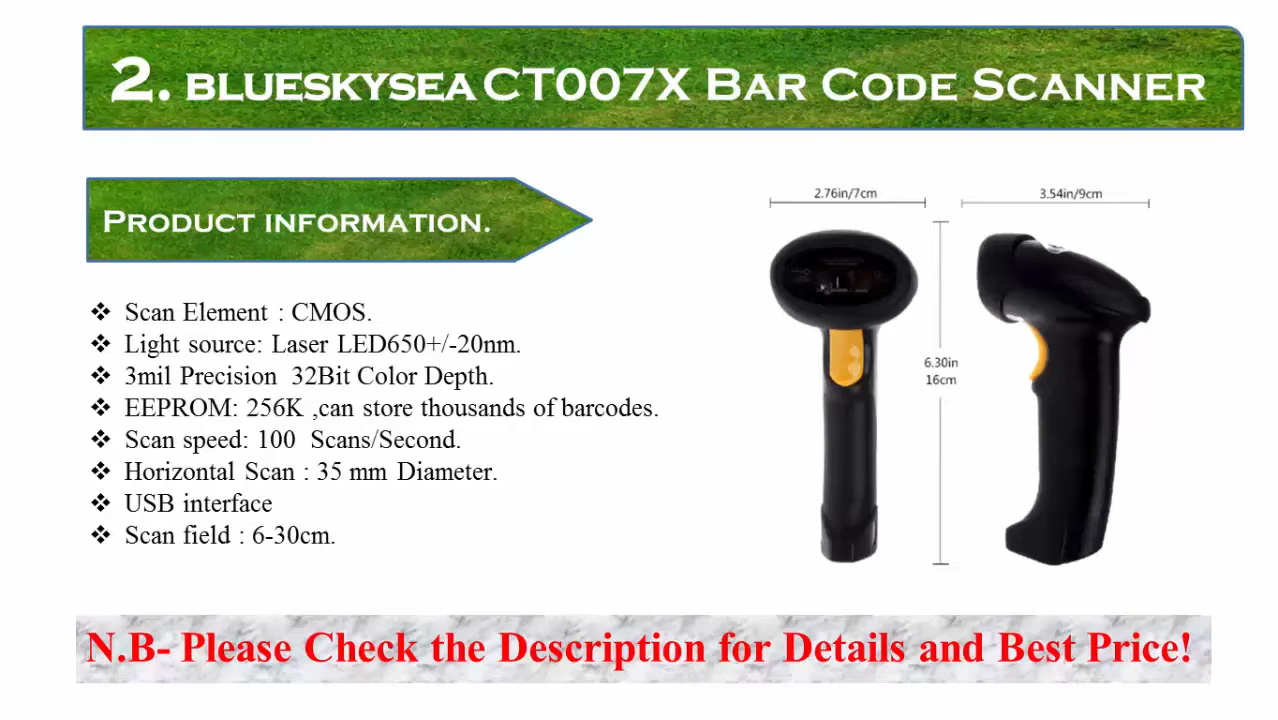 2. BLUESKYSEA CT007X BAR CODE SCANNER
PRODUCT INFORMATION.
❖ Scan Element : CMOS.
❖ Light source: Laser LED650+/-20nm.
❖ 3mil Precision 32Bit Color Depth.
❖ EEPROM: 256K ,can store thousands of barcodes.
❖ Scan speed: 100 Scans/Second.
❖ Horizontal Scan : 35 mm Diameter.
❖ USB interface
❖ Scan field : 6-30cm.
2.76in/7cm
3.54in/9cm
6.30in
16cm
N.B- Please Check the Description for Details and Best Price!